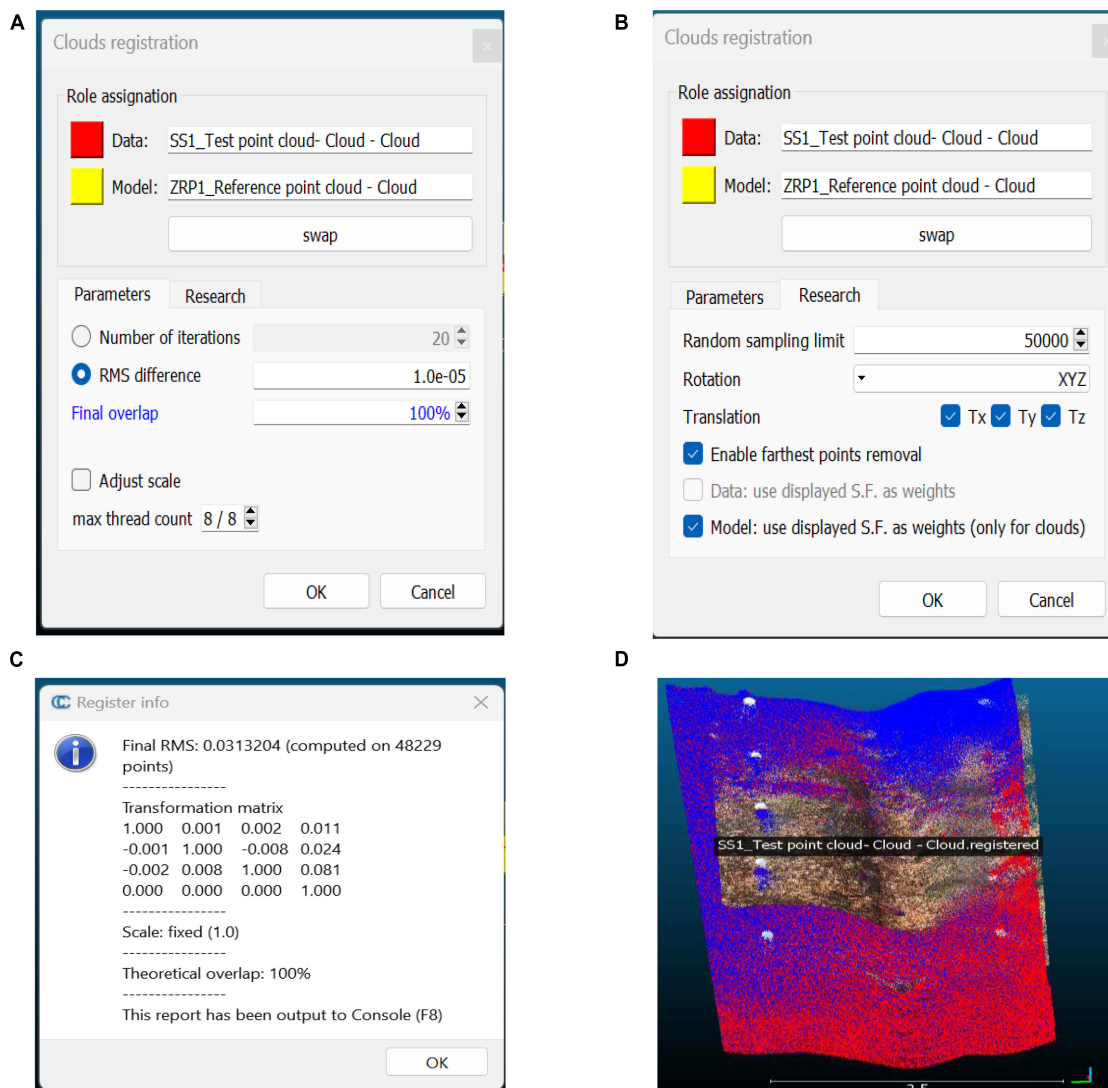 A
Clouds registration
Role assignation
Data: SS1_Test point cloud- Cloud - Cloud
Model: ZRP1_Reference point cloud - Cloud
swap
Parameters Research
Number of iterations 20
RMS difference 1.0e-05
Final overlap 100%
Adjust scale
max thread count 8 / 8
OK Cancel
B
Clouds registration
Role assignation
Data: SS1_Test point cloud- Cloud - Cloud
Model: ZRP1_Reference point cloud - Cloud
swap
Parameters Research
Random sampling limit 50000
Rotation XYZ
Translation Tx Ty Tz
Enable farthest points removal
Data: use displayed S.F. as weights
Model: use displayed S.F. as weights (only for clouds)
OK Cancel
C
Register info
Final RMS: 0.0313204 (computed on 48229
points)
----------------
Transformation matrix
1.000 0.001 0.002 0.011
-0.001 1.000 -0.008 0.024
-0.002 0.008 1.000 0.081
0.000 0.000 0.000 1.000
----------------
Scale: fixed (1.0)
----------------
Theoretical overlap: 100%
----------------
This report has been output to Console (F8)
OK
D
SS1_Test point cloud- Cloud - Cloud.registered